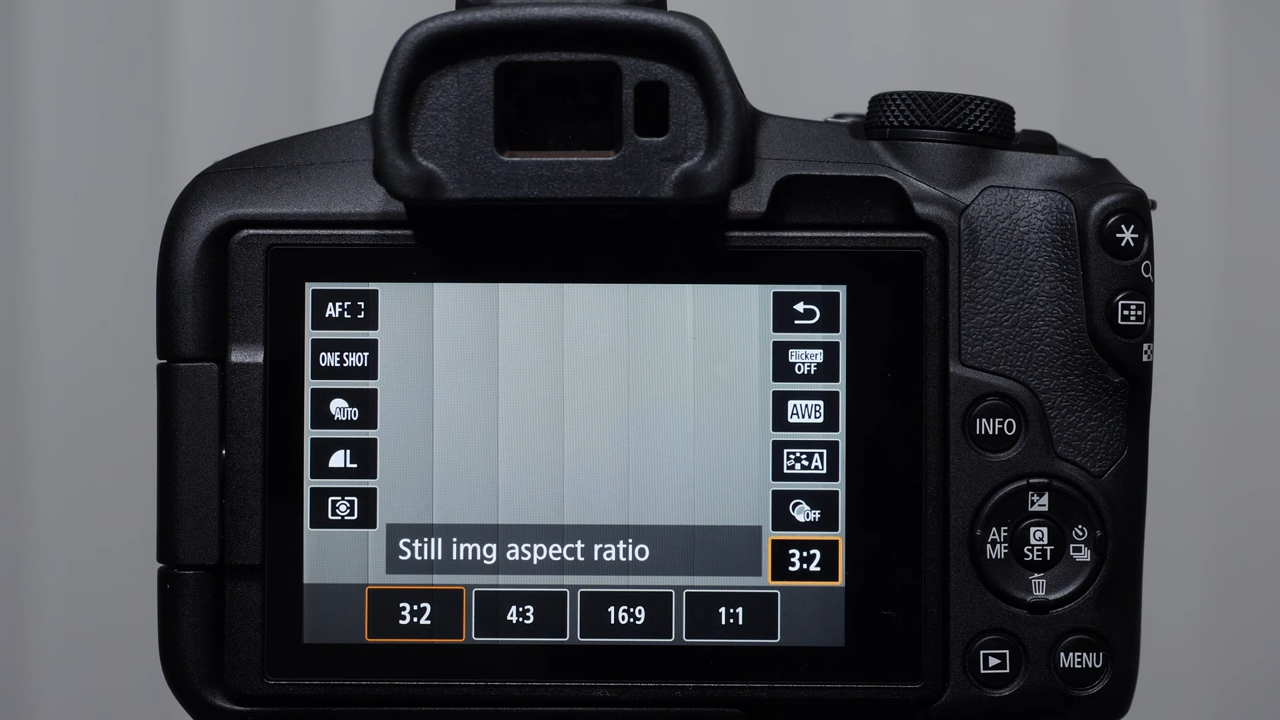 AF
ONE SHOT
AUTO
L
Flicker!
OFF
AWB
A
OFF
3:2
Still img aspect ratio
3:2
4:3
16:9
1:1
INFO
AF
MF
Q
SET
MENU